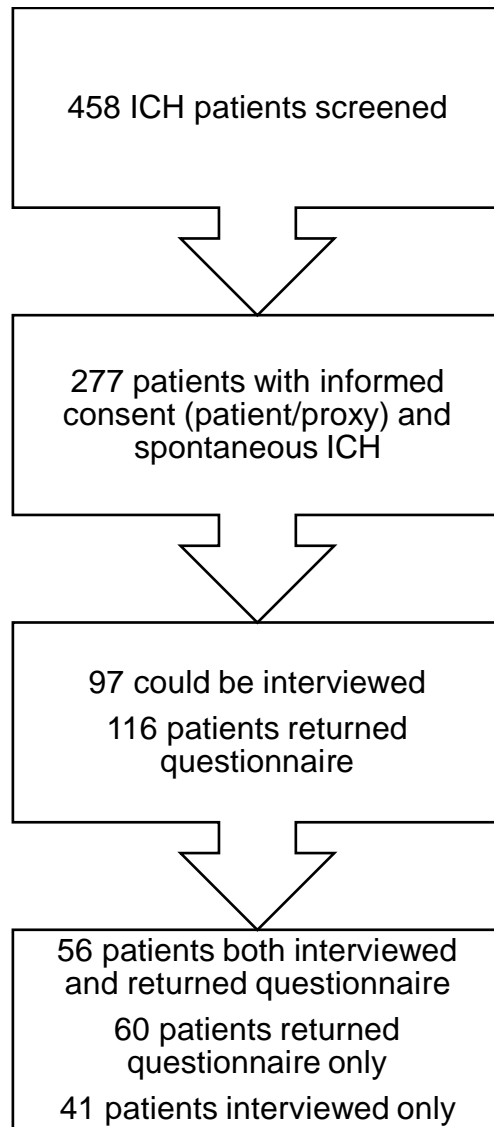 458 ICH patients screened
277 patients with informed
consent (patient/proxy) and
spontaneous ICH
97 could be interviewed
116 patients returned
questionnaire
56 patients both interviewed
and returned questionnaire
60 patients returned
questionnaire only
41 patients interviewed only